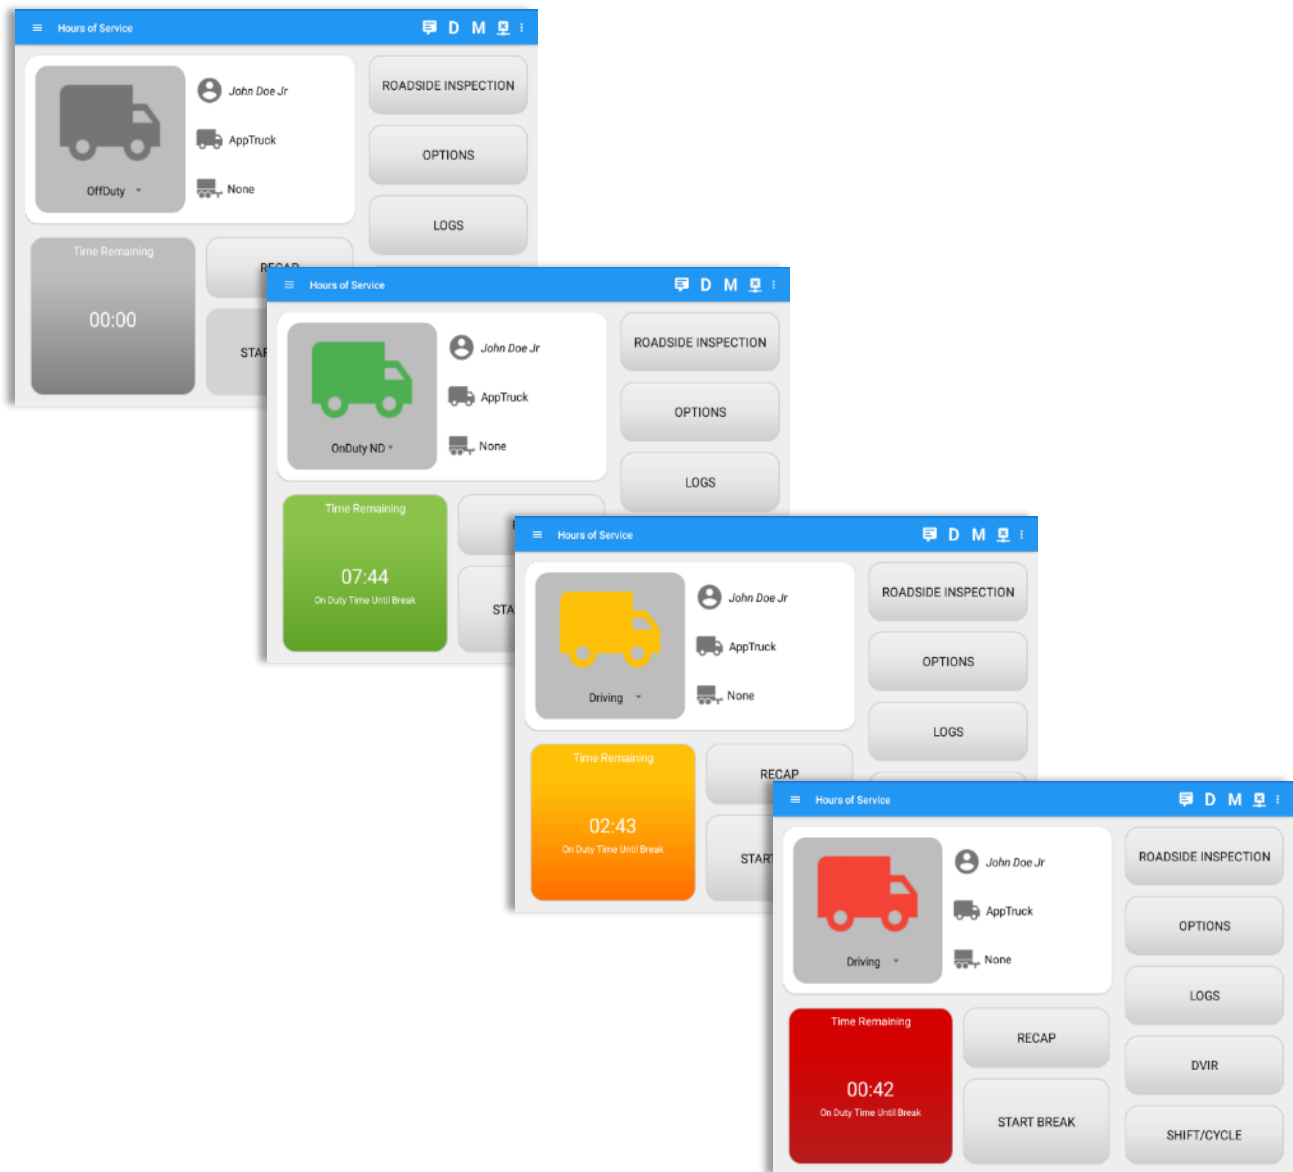 Hours of Service D M
John Doe Jr
AppTruck
None
OffDuty
ROADSIDE INSPECTION
OPTIONS
LOGS
Time Remaining
00:00
RECAP
STAR
Hours of Service D M
John Doe Jr
AppTruck
None
OnDuty ND
ROADSIDE INSPECTION
OPTIONS
LOGS
Time Remaining
07:44
On Duty Time Until Break
STA
Hours of Service D M
John Doe Jr
AppTruck
None
Driving
ROADSIDE INSPECTION
OPTIONS
LOGS
Time Remaining
02:43
On Duty Time Until Break
RECAP
START
Hours of Service D M
John Doe Jr
AppTruck
None
Driving
ROADSIDE INSPECTION
OPTIONS
LOGS
DVIR
SHIFT/CYCLE
Time Remaining
00:42
On Duty Time Until Break
RECAP
START BREAK